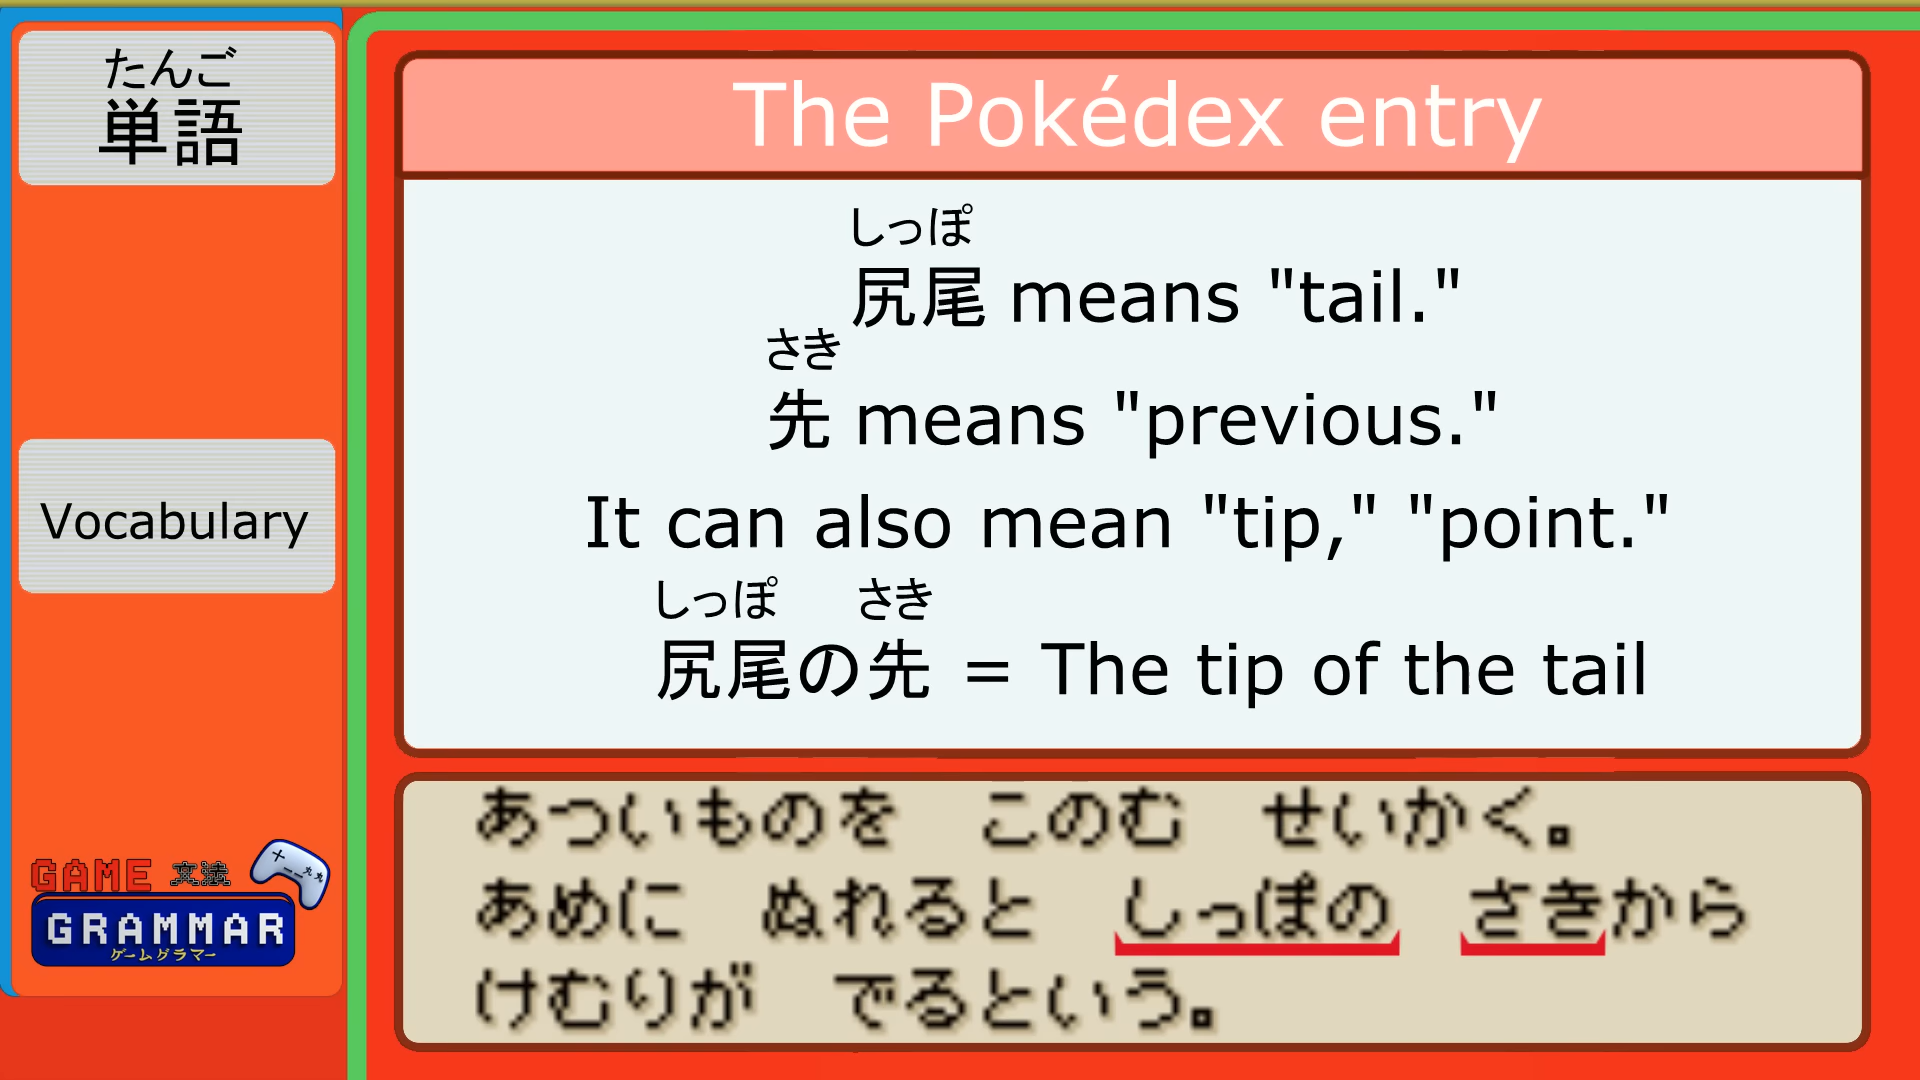 たんご
単語
Vocabulary
GAME 文法
GRAMMAR
ゲームグラマー
The Pokédex entry
しっぽ
尻尾 means "tail."
さき
先 means "previous."
It can also mean "tip," "point."
しっぽ さき
尻尾の先 = The tip of the tail
あついものを このむ せいかく。
あめに ぬれると しっぽの さきから
けむりが でるという。